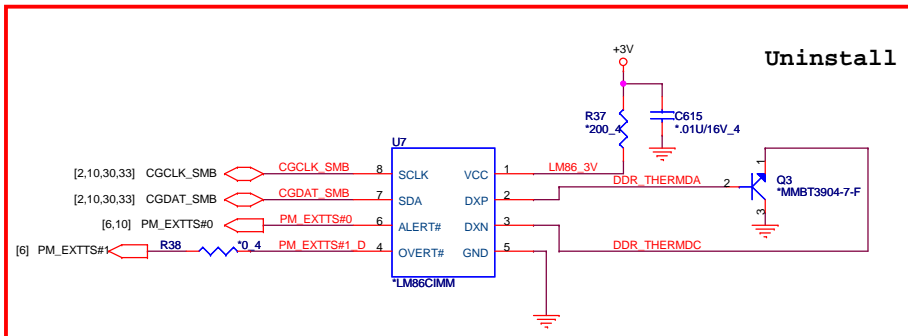 +3V
Uninstall
R37
*200_4
C615
*.01U/16V_4
U7
[2,10,30,33] CGCLK_SMB CGCLK_SMB 8 SCLK VCC 1 LM86_3V
[2,10,30,33] CGDAT_SMB CGDAT_SMB 7 SDA DXP 2 DDR_THERMDA 2
[6,10] PM_EXTTS#0 PM_EXTTS#0 6 ALERT# DXN 3 DDR_THERMDC
[6] PM_EXTTS#1 R38 *0_4 PM_EXTTS#1_D 4 OVERT# GND 5
*LM86CIMM
1
Q3
*MMBT3904-7-F
3